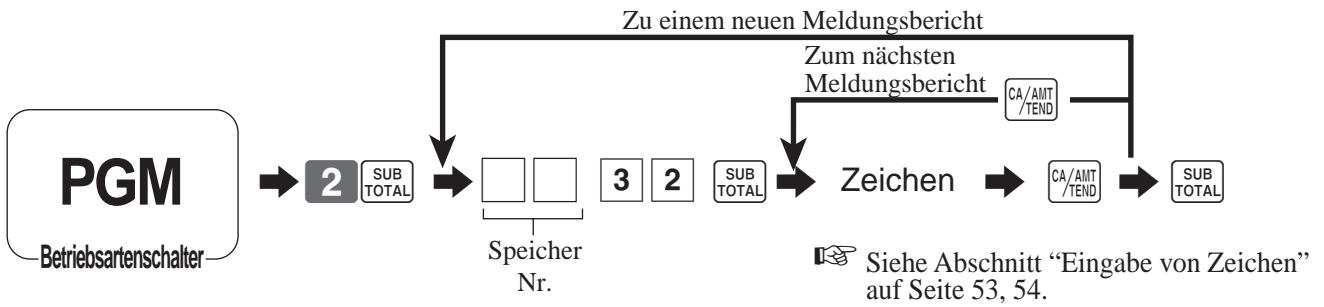 Zu einem neuen Meldungsbericht
Zum nächsten
Meldungsbericht
CA/AMT
/TEND
PGM
Betriebsartenschalter
2 SUB
TOTAL
3 2 SUB
TOTAL
Zeichen
CA/AMT
/TEND
SUB
TOTAL
Speicher
Nr.
☞ Siehe Abschnitt “Eingabe von Zeichen”
auf Seite 53, 54.